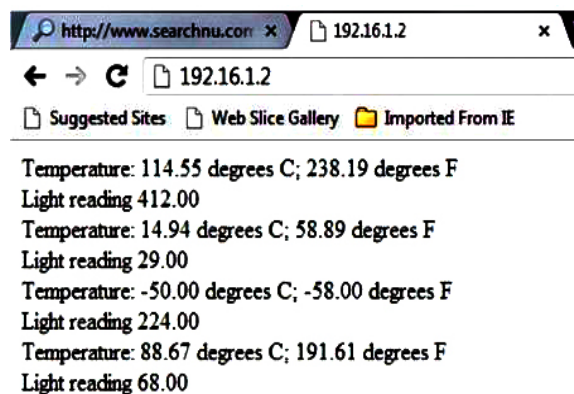 http://www.searchnu.con
192.16.1.2
192.16.1.2
Suggested Sites Web Slice Gallery Imported From IE
Temperature: 114.55 degrees C; 238.19 degrees F
Light reading 412.00
Temperature: 14.94 degrees C; 58.89 degrees F
Light reading 29.00
Temperature: -50.00 degrees C; -58.00 degrees F
Light reading 224.00
Temperature: 88.67 degrees C; 191.61 degrees F
Light reading 68.00